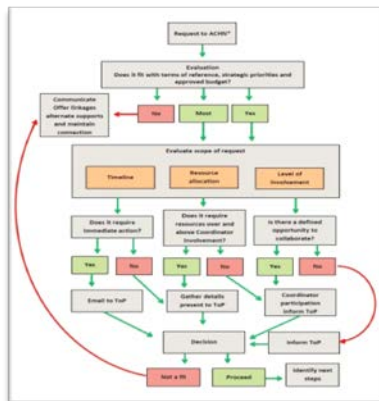 Request to ACHN*
Evaluation
Does it fit with terms of reference, strategic priorities and
approved budget?
Communicate
Offer linkages
alternate supports
and maintain
connection
No
Most
Yes
Evaluate scope of request
Timeline
Resource
allocation
Level of
Involvement
Does it require
immediate action?
Does it require
resources over and
above Coordinator
Involvement?
Is there a defined
opportunity to
collaborate?
Yes
No
Yes
No
Yes
No
Email to ToP
Gather details
present to ToP
Coordinator
participation
inform ToP
Decision
Inform ToP
Not a fit
Proceed
Identify next
steps